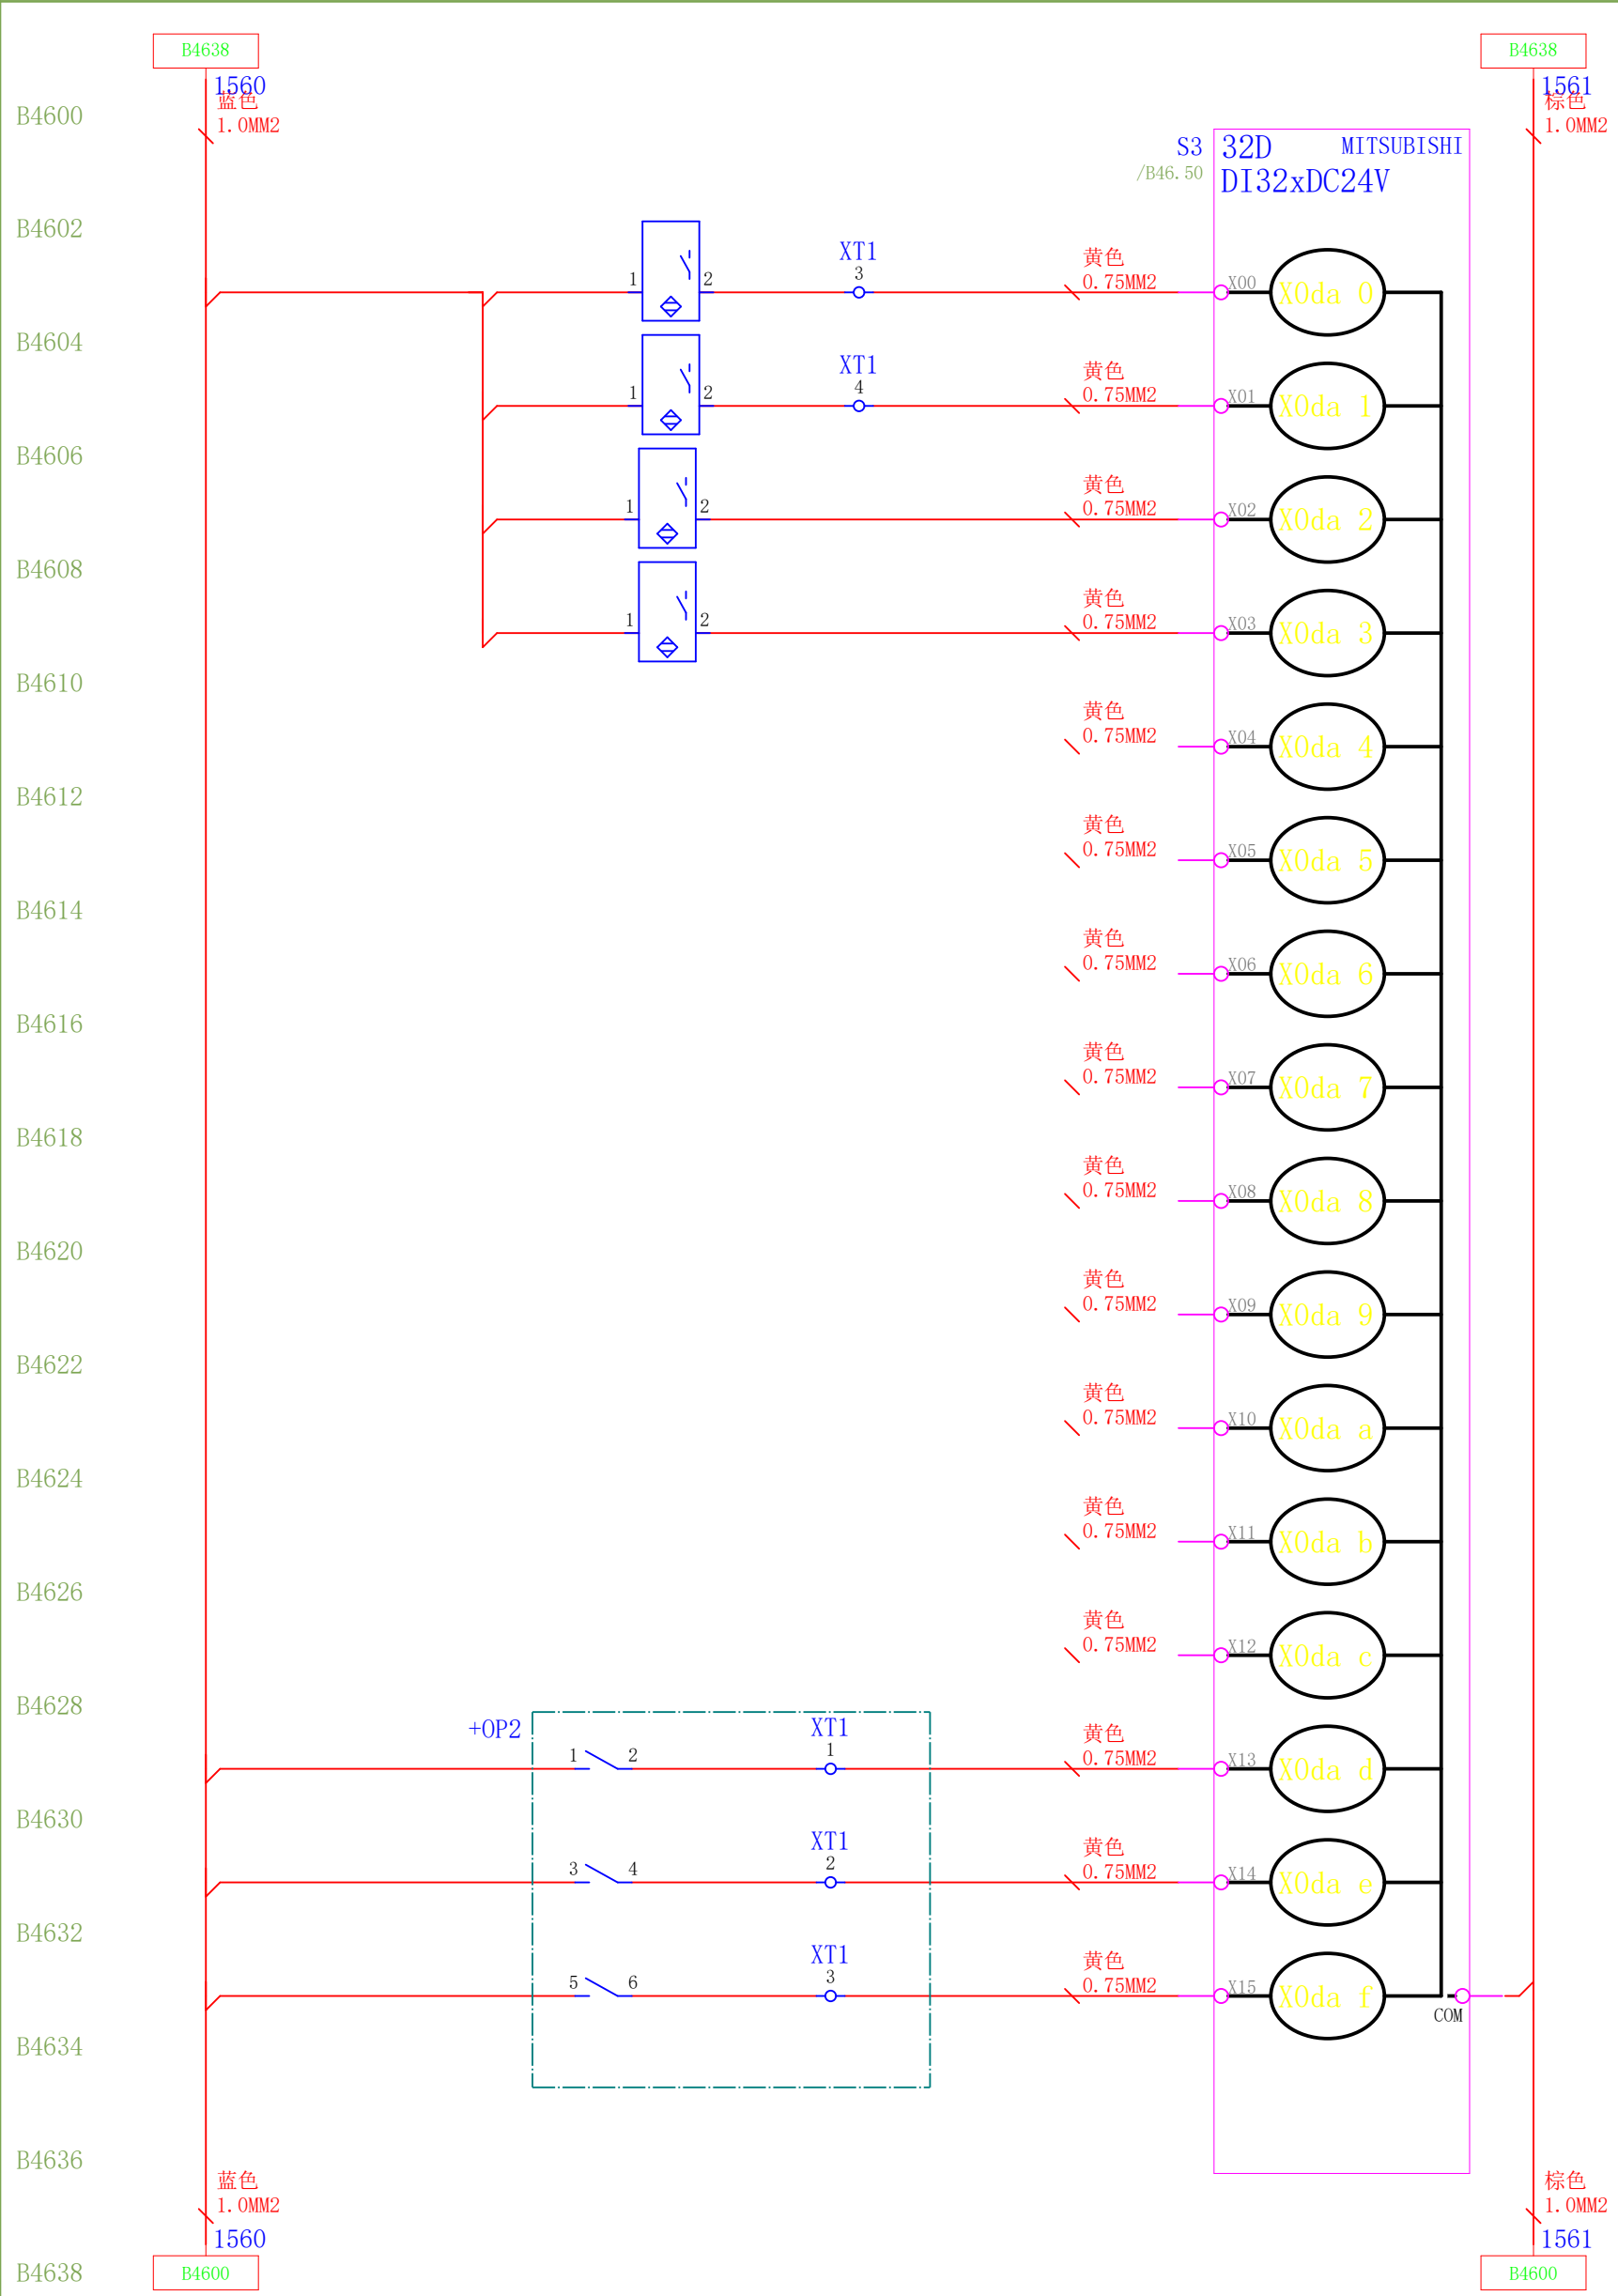 B4638
B4638
1560
蓝色
1.0MM2
1561
棕色
1.0MM2
B4600
S3
/B46.50
32D
MITSUBISHI
DI32xDC24V
B4602
1
2
XT1
3
黄色
0.75MM2
X00
X0da 0
B4604
1
2
XT1
4
黄色
0.75MM2
X01
X0da 1
B4606
1
2
黄色
0.75MM2
X02
X0da 2
B4608
1
2
黄色
0.75MM2
X03
X0da 3
B4610
黄色
0.75MM2
X04
X0da 4
B4612
黄色
0.75MM2
X05
X0da 5
B4614
黄色
0.75MM2
X06
X0da 6
B4616
黄色
0.75MM2
X07
X0da 7
B4618
黄色
0.75MM2
X08
X0da 8
B4620
黄色
0.75MM2
X09
X0da 9
B4622
黄色
0.75MM2
X10
X0da a
B4624
黄色
0.75MM2
X11
X0da b
B4626
黄色
0.75MM2
X12
X0da c
B4628
+OP2
1
2
XT1
1
黄色
0.75MM2
X13
X0da d
B4630
3
4
XT1
2
黄色
0.75MM2
X14
X0da e
B4632
5
6
XT1
3
黄色
0.75MM2
X15
X0da f
COM
B4634
B4636
蓝色
1.0MM2
1560
棕色
1.0MM2
1561
B4638
B4600
B4600